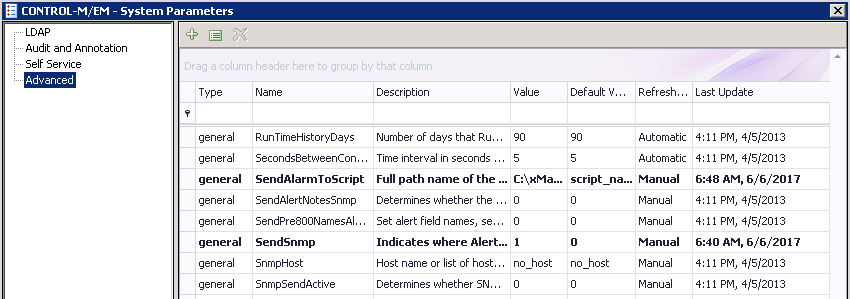 CONTROL-M/EM - System Parameters
LDAP
Audit and Annotation
Self Service
Advanced
Drag a column header here to group by that column
Type Name Description Value Default V... Refresh... Last Update
general RunTimeHistoryDays Number of days that Ru... 90 90 Automatic 4:11 PM, 4/5/2013
general SecondsBetweenCon... Time interval in seconds ... 5 5 Automatic 4:11 PM, 4/5/2013
general SendAlarmToScript Full path name of the ... C:\xMa... script_na... Manual 6:48 AM, 6/6/2017
general SendAlertNotesSnmp Determines whether the ... 0 0 Manual 4:11 PM, 4/5/2013
general SendPre800NamesAl... Set alert field names, se... 0 0 Manual 4:11 PM, 4/5/2013
general SendSnmp Indicates where Alert... 1 0 Manual 6:40 AM, 6/6/2017
general SnmpHost Host name or list of host... no_host no_host Manual 4:11 PM, 4/5/2013
general SnmpSendActive Determines whether SN... 0 0 Manual 4:11 PM, 4/5/2013